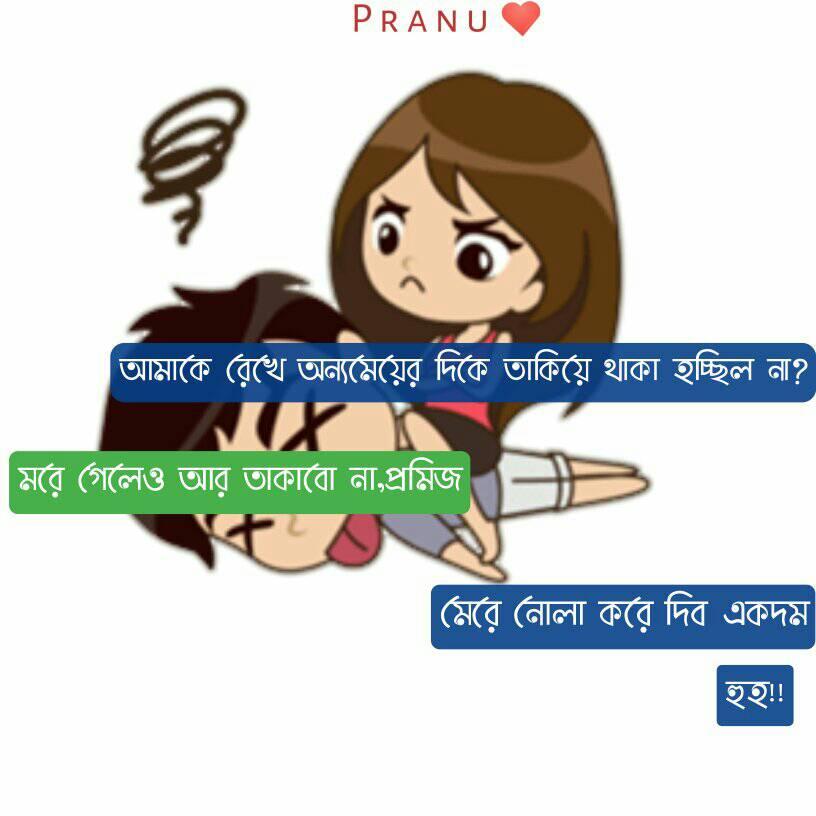 PRANU ❤
আমাকে রেখে অন্যমেয়ের দিকে তাকিয়ে থাকা হচ্ছিল না?
মরে গেলেও আর তাকাবো না,প্রমিজ
মেরে নোলা করে দিব একদম
হুহ!!